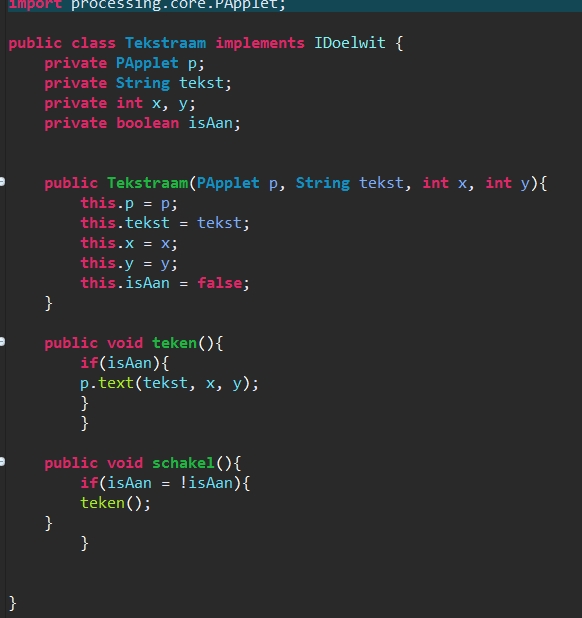 import processing.core.PApplet;
public class Tekstraam implements IDoelwit {
    private PApplet p;
    private String tekst;
    private int x, y;
    private boolean isAan;
    public Tekstraam(PApplet p, String tekst, int x, int y){
        this.p = p;
        this.tekst = tekst;
        this.x = x;
        this.y = y;
        this.isAan = false;
    }
    public void teken(){
        if(isAan){
        p.text(tekst, x, y);
        }
        }
    public void schakel(){
        if(isAan = !isAan){
        teken();
    }
        }
}